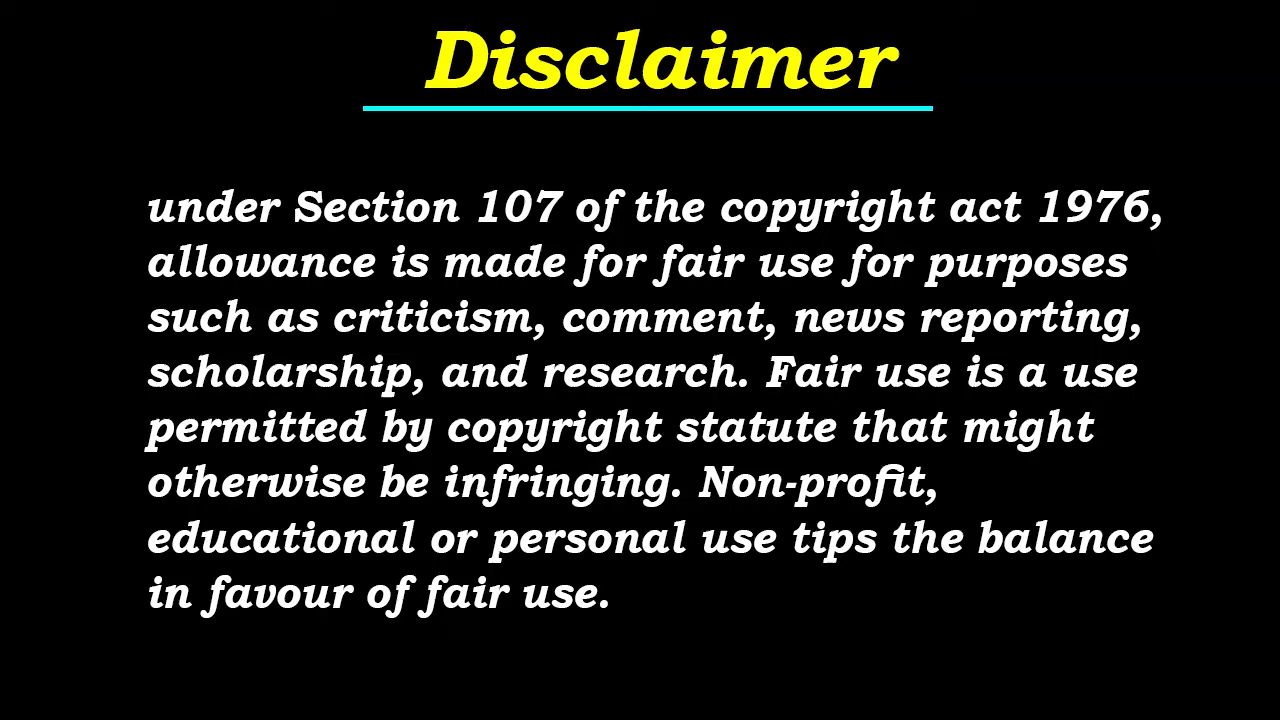 Disclaimer
under Section 107 of the copyright act 1976,
allowance is made for fair use for purposes
such as criticism, comment, news reporting,
scholarship, and research. Fair use is a use
permitted by copyright statute that might
otherwise be infringing. Non-profit,
educational or personal use tips the balance
in favour of fair use.